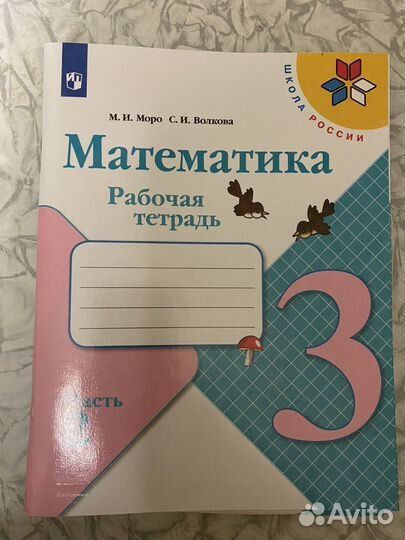 ШКОЛА РОССИИ
М. И. Моро С. И. Волкова
Математика
Рабочая
тетрадь
3
Часть
Avito